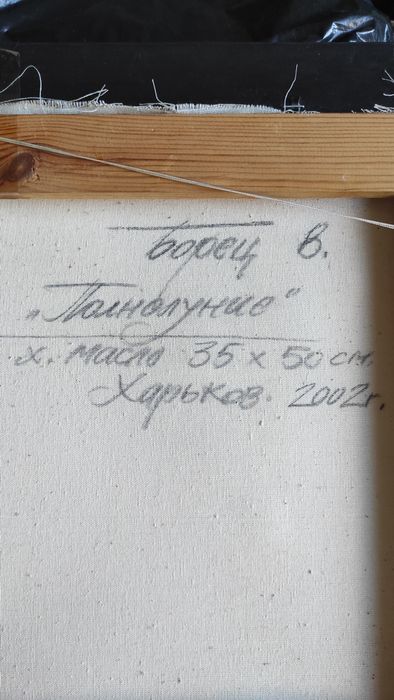 Борец В.
„Полнолуние"
х. масло 35 х 50 см.
Харьков. 2002г.